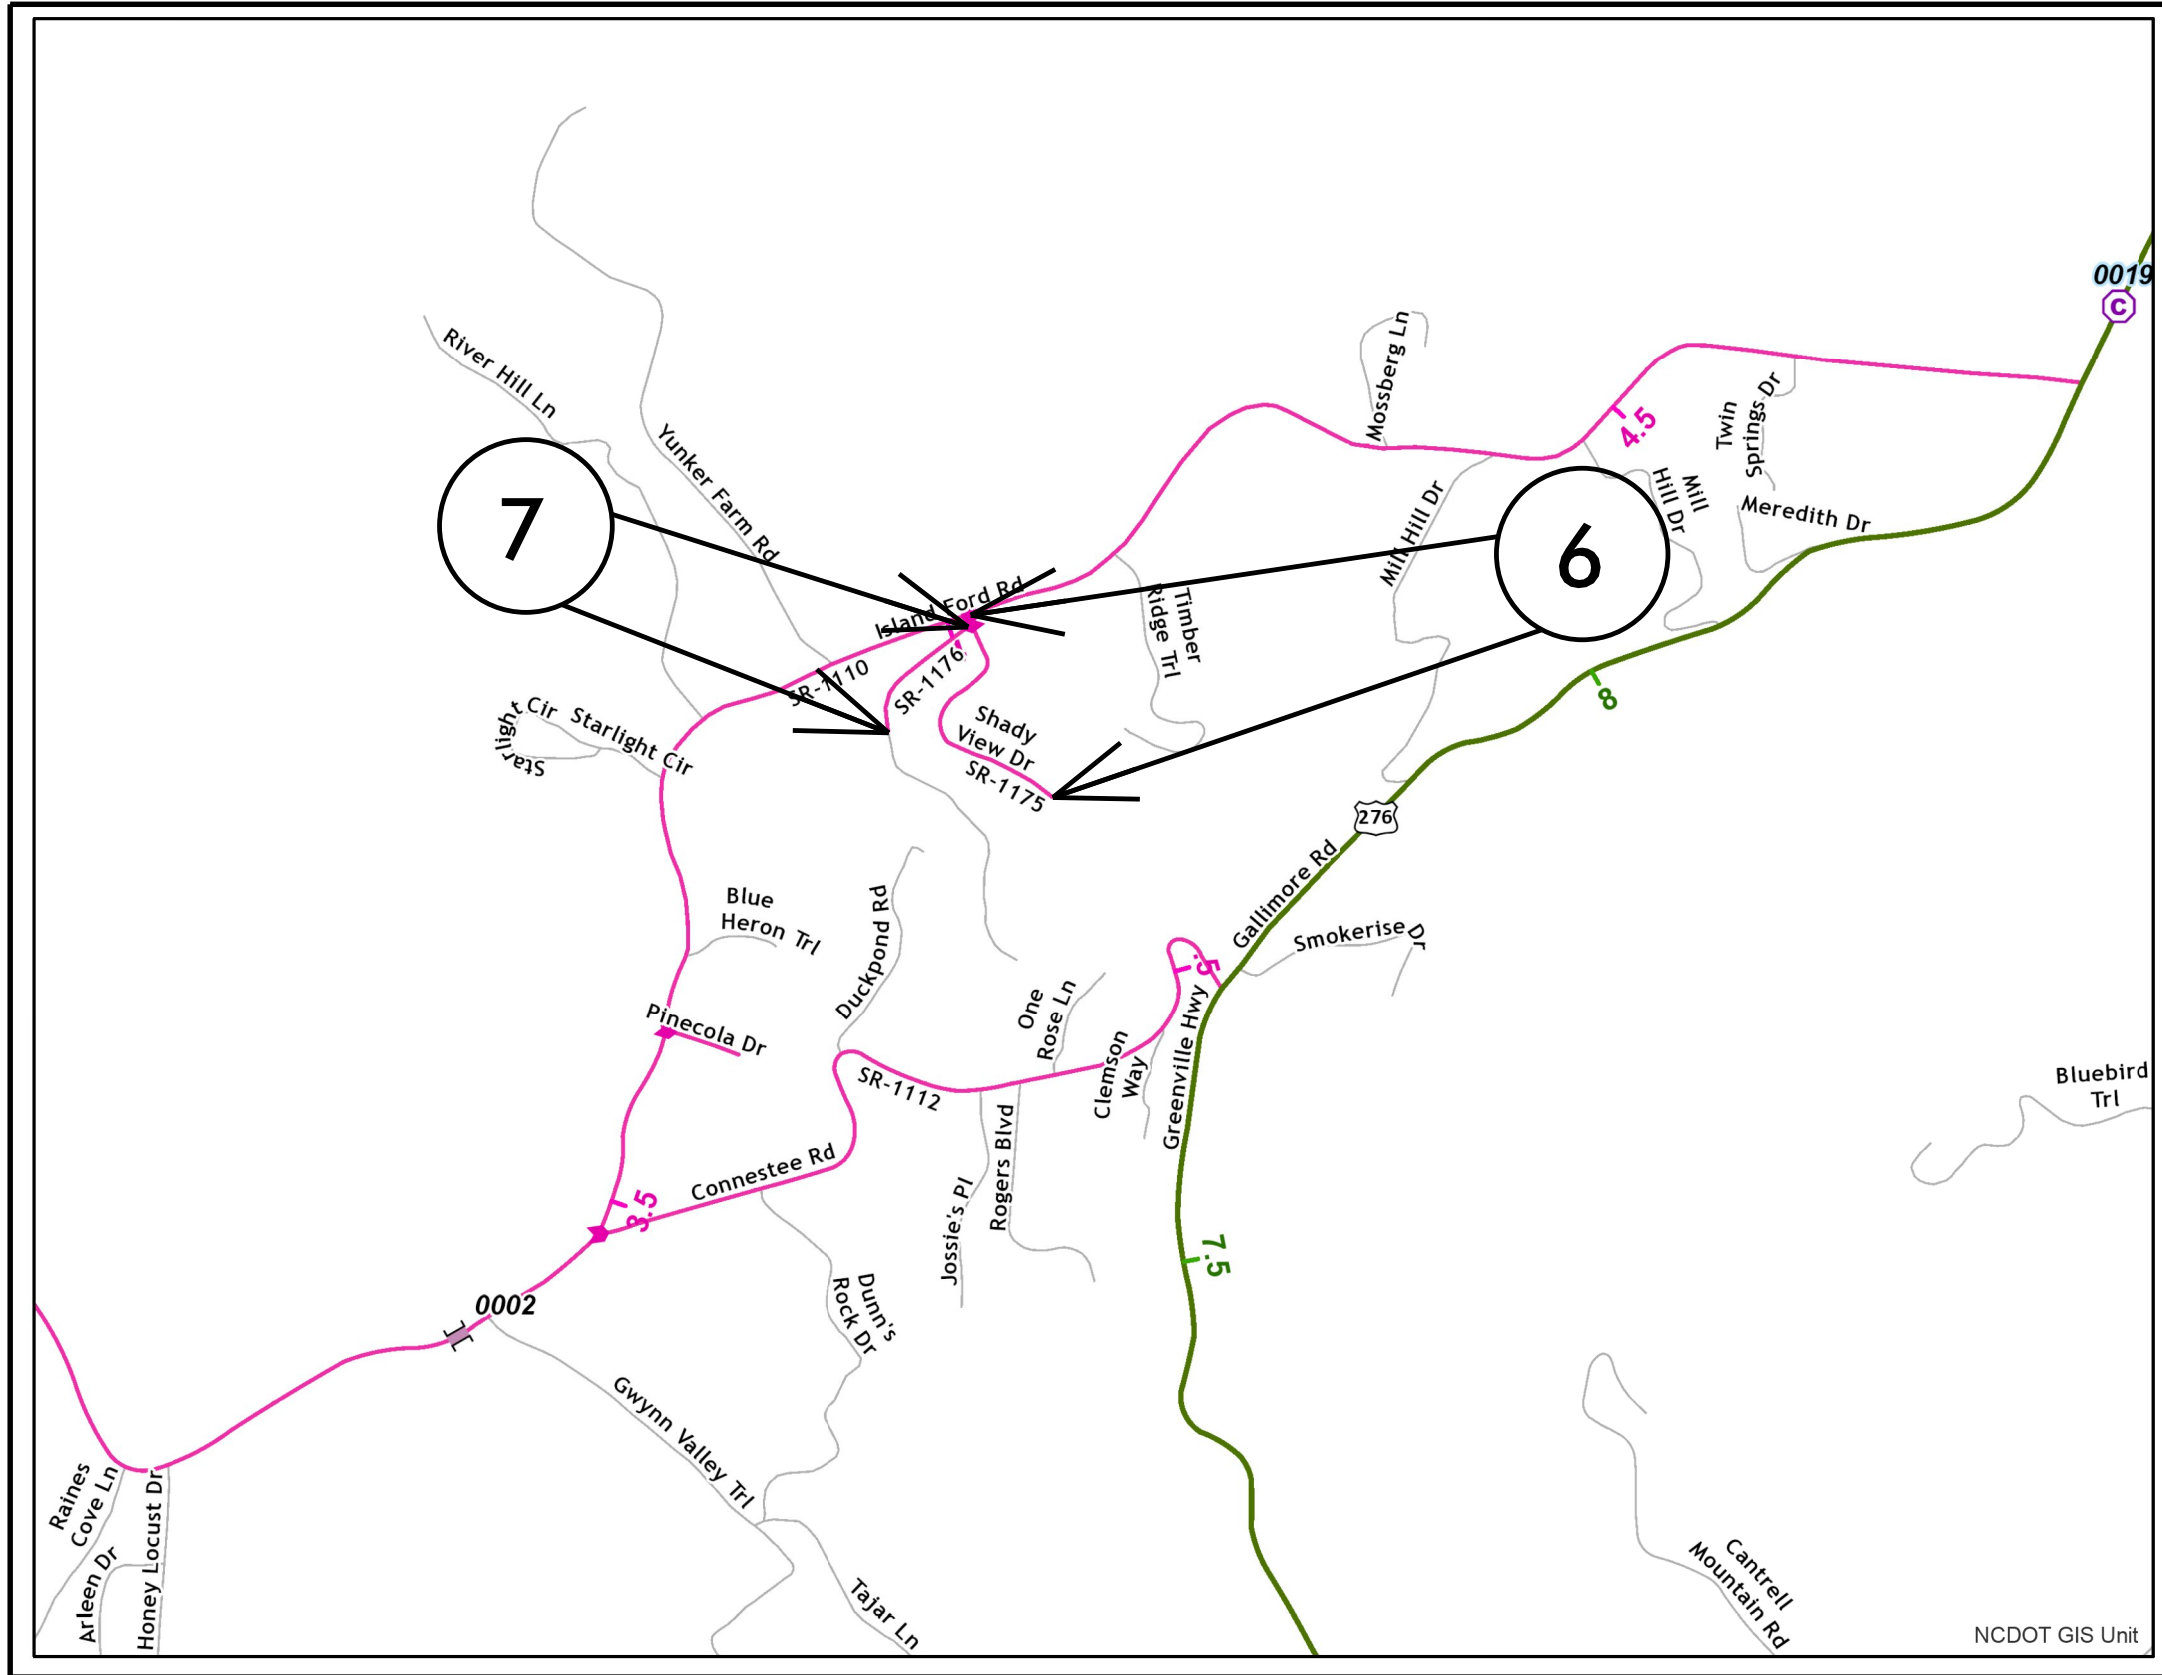 0019
C
River Hill Ln
Mossberg Ln
Yunker Farm Rd
4.5
Twin
Springs Dr
Mill
Hill Dr
Meredith Dr
7
6
Mill Hill Dr
Island Ford Rd
Timber
Ridge Trl
SR-1110
SR-1176
Starlight Cir
Starlight Cir
Shady
View Dr
SR-1175
8
276
Gallimore Rd
Blue
Heron Trl
Duckpond Rd
Smokerise Dr
.5
One
Rose Ln
Pinecola Dr
Greenville Hwy
Clemson
Way
SR-1112
Bluebird
Trl
Rogers Blvd
Connestee Rd
Jossie's Pl
3.5
7.5
0002
Dunn's
Rock Dr
Gwynn Valley Trl
Raines
Cove Ln
Honey Locust Dr
Arleen Dr
Cantrell
Mountain Rd
Tajar Ln
NCDOT GIS Unit